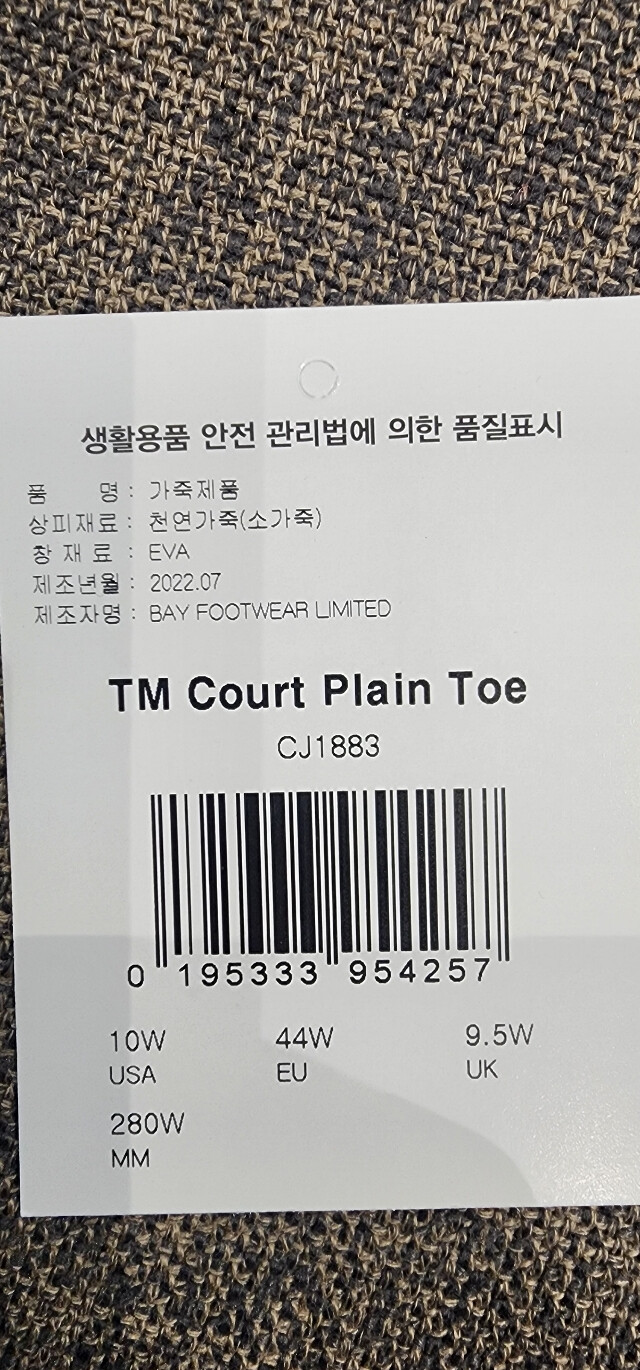 생활용품 안전 관리법에 의한 품질표시
품 명 : 가죽제품
상피재료 : 천연가죽(소가죽)
창 재 료 : EVA
제조년월 : 2022.07
제조자명 : BAY FOOTWEAR LIMITED
TM Court Plain Toe
CJ1883
0 195333 954257
10W 44W 9.5W
USA EU UK
280W
MM